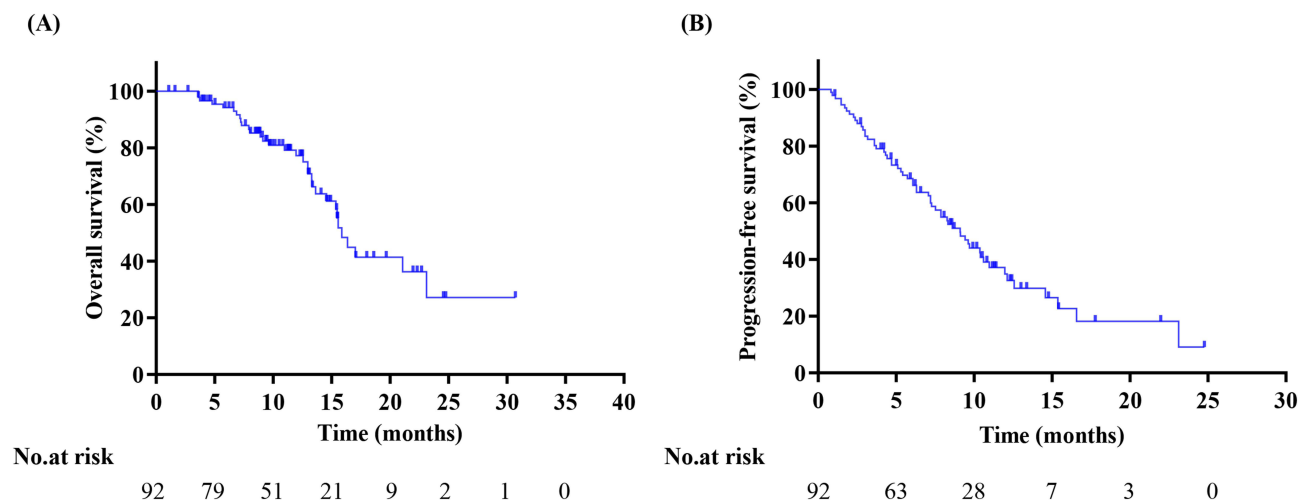 (A)
Overall survival (%)
100
80
60
40
20
0
0 5 10 15 20 25 30 35 40
Time (months)
No.at risk
92 79 51 21 9 2 1 0
(B)
Progression-free survival (%)
100
80
60
40
20
0
0 5 10 15 20 25 30
Time (months)
No.at risk
92 63 28 7 3 0